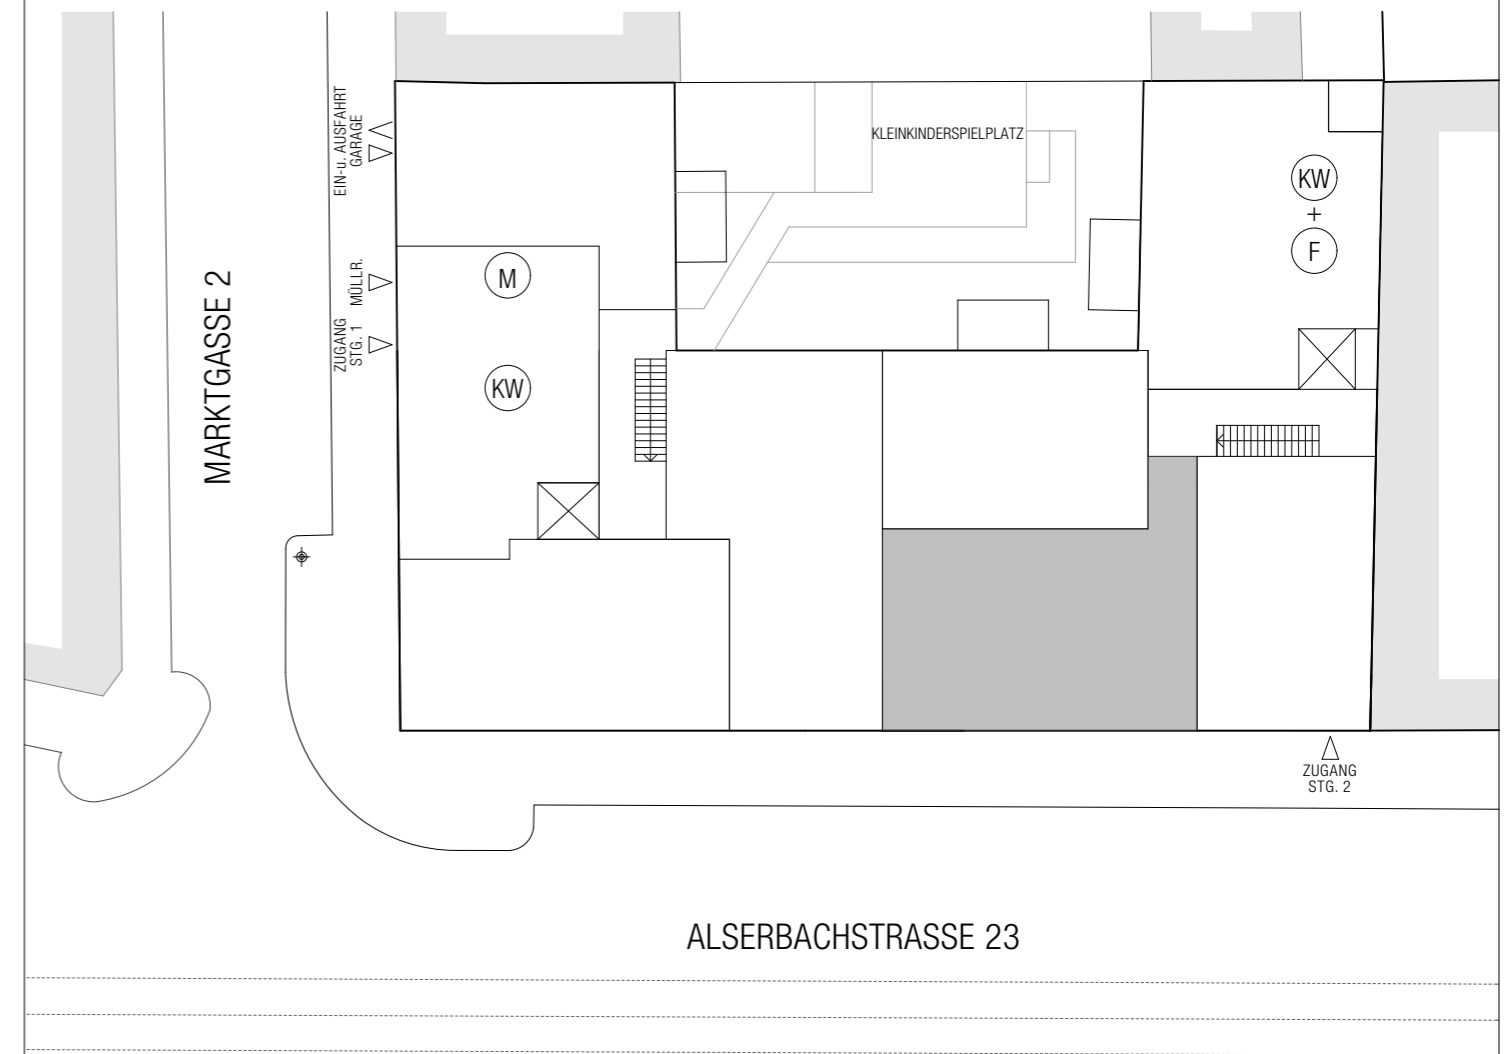 EIN-u. AUSFAHRT
GARAGE
KLEINKINDERSPIELPLATZ
KW
+
F
MÜLLR.
M
MARKTGASSE 2
ZUGANG
STG. 1
KW
ZUGANG
STG. 2
ALSERBACHSTRASSE 23